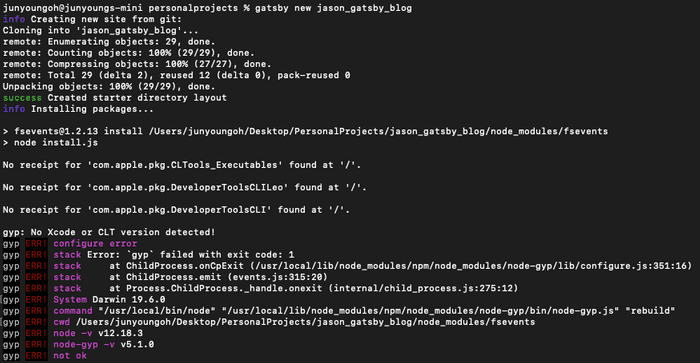 junyoungoh@junyoungs-mini personalprojects % gatsby new jason_gatsby_blog
info Creating new site from git:
Cloning into 'jason_gatsby_blog'...
remote: Enumerating objects: 29, done.
remote: Counting objects: 100% (29/29), done.
remote: Compressing objects: 100% (27/27), done.
remote: Total 29 (delta 2), reused 12 (delta 0), pack-reused 0
Unpacking objects: 100% (29/29), done.
success Created starter directory layout
info Installing packages...
> fsevents@1.2.13 install /Users/junyoungoh/Desktop/PersonalProjects/jason_gatsby_blog/node_modules/fsevents
> node install.js
No receipt for 'com.apple.pkg.CLTools_Executables' found at '/'.
No receipt for 'com.apple.pkg.DeveloperToolsCLILeo' found at '/'.
No receipt for 'com.apple.pkg.DeveloperToolsCLI' found at '/'.
gyp: No Xcode or CLT version detected!
gyp ERR! configure error
gyp ERR! stack Error: `gyp` failed with exit code: 1
gyp ERR! stack     at ChildProcess.onCpExit (/usr/local/lib/node_modules/npm/node_modules/node-gyp/lib/configure.js:351:16)
gyp ERR! stack     at ChildProcess.emit (events.js:315:20)
gyp ERR! stack     at Process.ChildProcess._handle.onexit (internal/child_process.js:275:12)
gyp ERR! System Darwin 19.6.0
gyp ERR! command "/usr/local/bin/node" "/usr/local/lib/node_modules/npm/node_modules/node-gyp/bin/node-gyp.js" "rebuild"
gyp ERR! cwd /Users/junyoungoh/Desktop/PersonalProjects/jason_gatsby_blog/node_modules/fsevents
gyp ERR! node -v v12.18.3
gyp ERR! node-gyp -v v5.1.0
gyp ERR! not ok